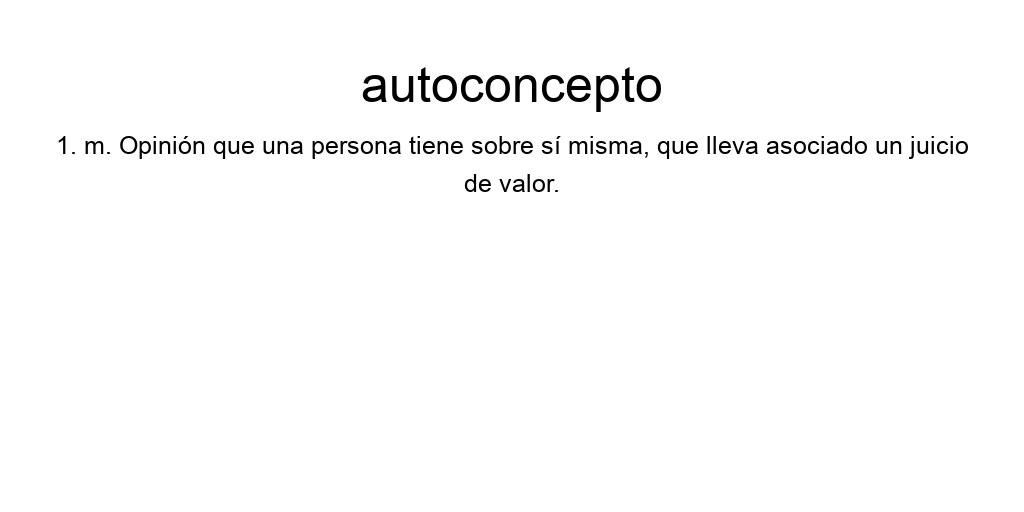 autoconcepto
1. m. Opinión que una persona tiene sobre sí misma, que lleva asociado un juicio
de valor.